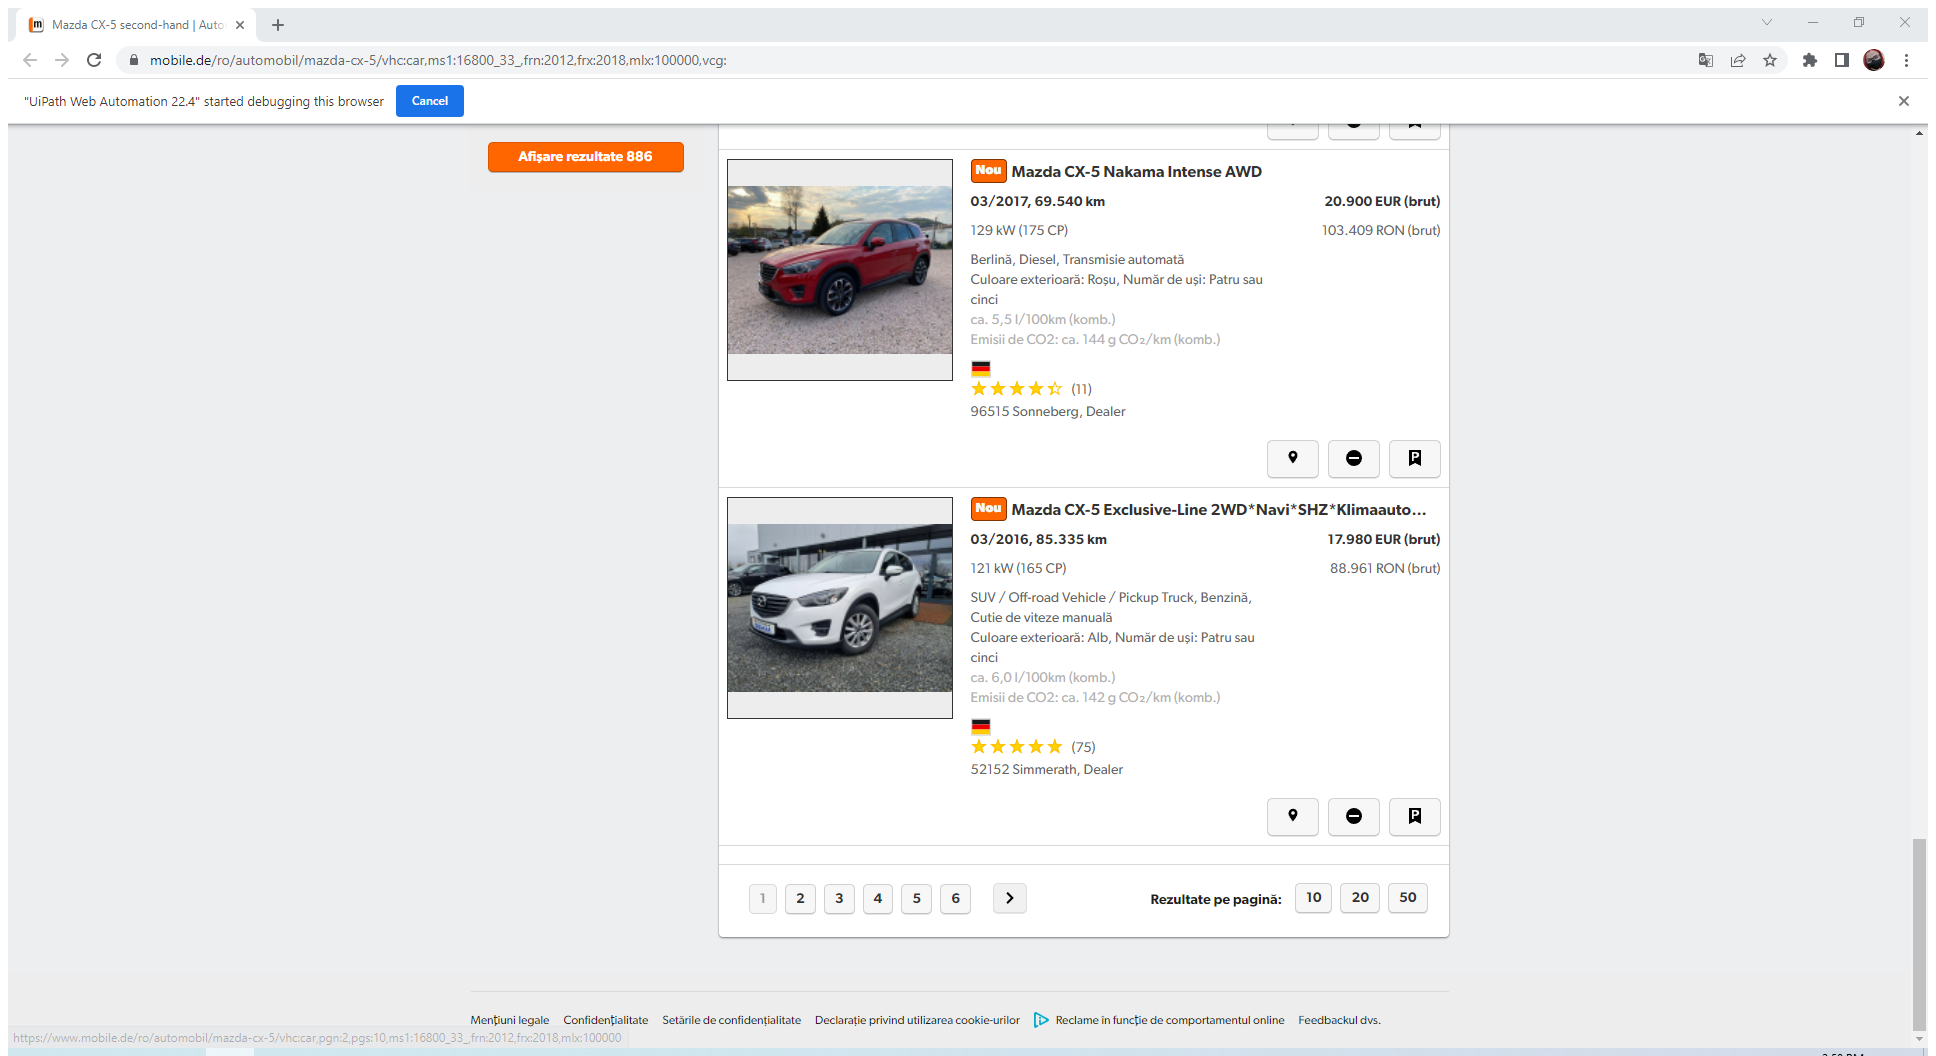 Mazda CX-5 second-hand | Auto
mobile.de/ro/automobil/mazda-cx-5/vhc:car,ms1:16800_33_,frn:2012,frx:2018,mlx:100000,vcg:
"UiPath Web Automation 22.4" started debugging this browser
Cancel
Afișare rezultate 886
Nou Mazda CX-5 Nakama Intense AWD
03/2017, 69.540 km
20.900 EUR (brut)
129 kW (175 CP)
103.409 RON (brut)
Berlină, Diesel, Transmisie automată
Culoare exterioară: Roșu, Număr de uși: Patru sau
cinci
ca. 5,5 l/100km (komb.)
Emisii de CO2: ca. 144 g CO₂/km (komb.)
(11)
96515 Sonneberg, Dealer
Nou Mazda CX-5 Exclusive-Line 2WD*Navi*SHZ*Klimaauto...
03/2016, 85.335 km
17.980 EUR (brut)
121 kW (165 CP)
88.961 RON (brut)
SUV / Off-road Vehicle / Pickup Truck, Benzină,
Cutie de viteze manuală
Culoare exterioară: Alb, Număr de uși: Patru sau
cinci
ca. 6,0 l/100km (komb.)
Emisii de CO2: ca. 142 g CO₂/km (komb.)
(75)
52152 Simmerath, Dealer
1 2 3 4 5 6
Rezultate pe pagină: 10 20 50
Mențiuni legale Confidențialitate Setările de confidențialitate Declarație privind utilizarea cookie-urilor Reclame în funcție de comportamentul online Feedbackul dvs.
https://www.mobile.de/ro/automobil/mazda-cx-5/vhc:car,pgn:2,pgs:10,ms1:16800_33_,frn:2012,frx:2018,mlx:100000